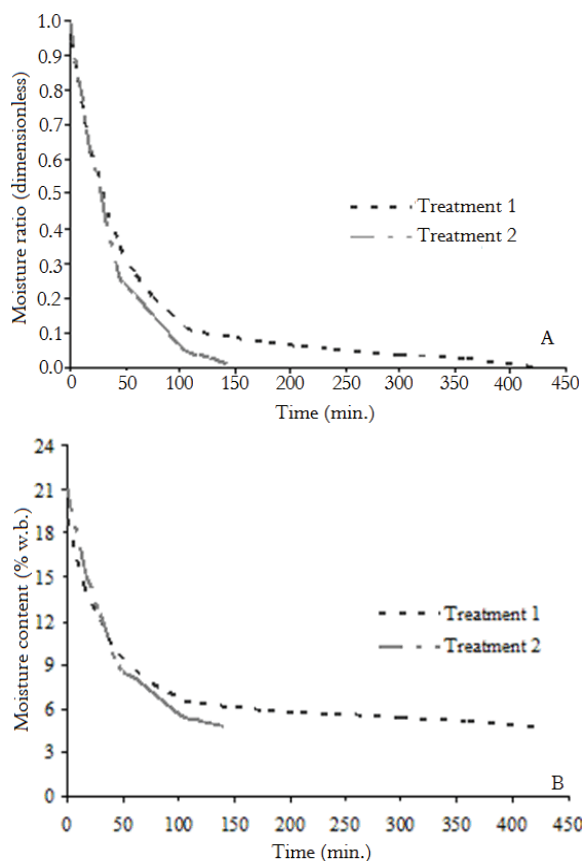 Moisture ratio (dimensionless)
1.0
0.9
0.8
0.7
0.6
0.5
0.4
0.3
0.2
0.1
0.0
Treatment 1
Treatment 2
A
0 50 100 150 200 250 300 350 400 450
Time (min.)
Moisture content (% w.b.)
24
21
18
15
12
9
6
3
0
Treatment 1
Treatment 2
B
0 50 100 150 200 250 300 350 400 450
Time (min.)